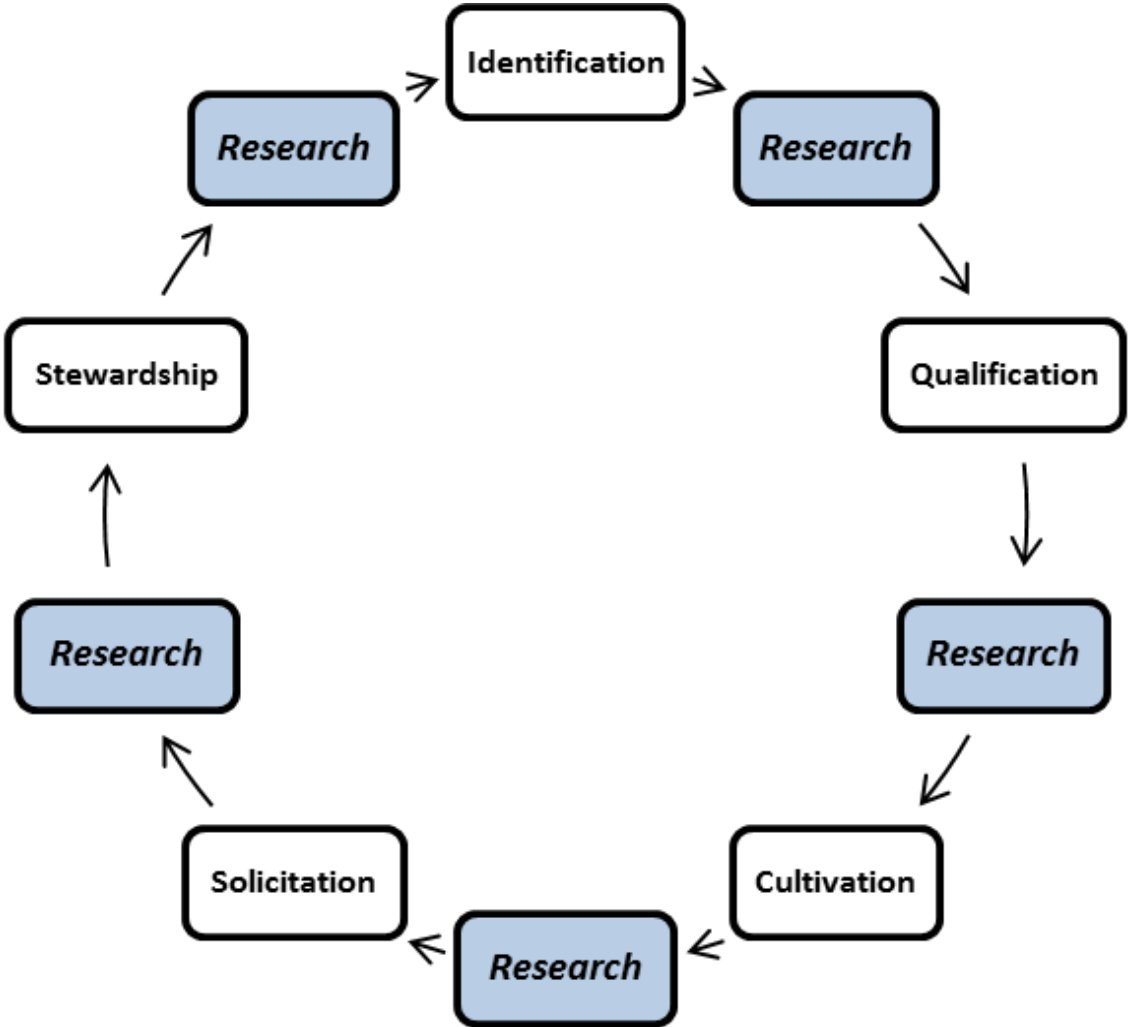 Identification
Research
Qualification
Research
Cultivation
Research
Solicitation
Research
Stewardship
Research